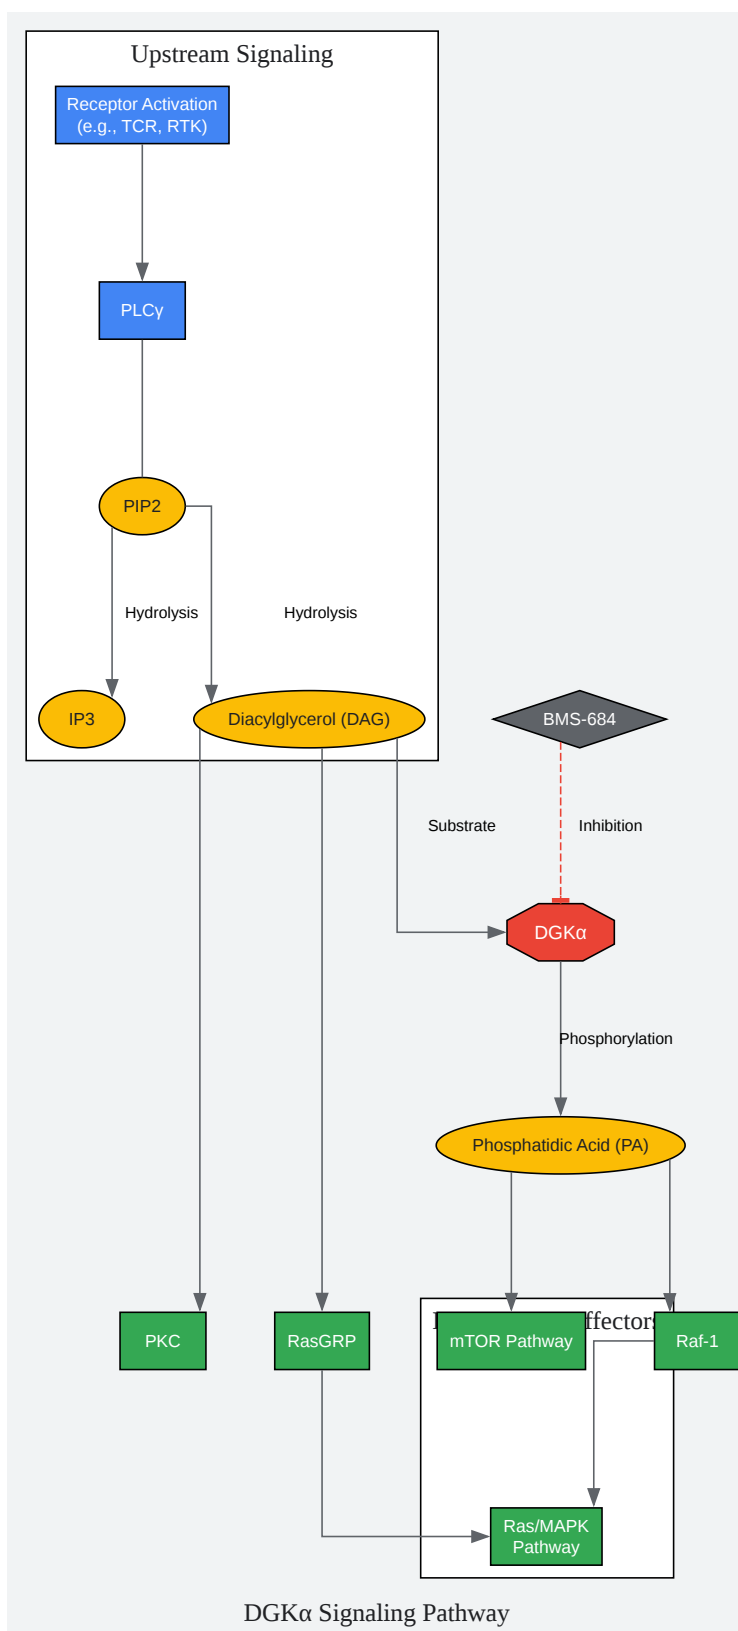 Upstream Signaling
Receptor Activation
(e.g., TCR, RTK)
PLCγ
PIP2
Hydrolysis
Hydrolysis
IP3
Diacylglycerol (DAG)
BMS-684
Substrate
Inhibition
DGKα
Phosphorylation
Phosphatidic Acid (PA)
PKC
RasGRP
mTOR Pathway
Raf-1
Ras/MAPK
Pathway
DGKα Signaling Pathway